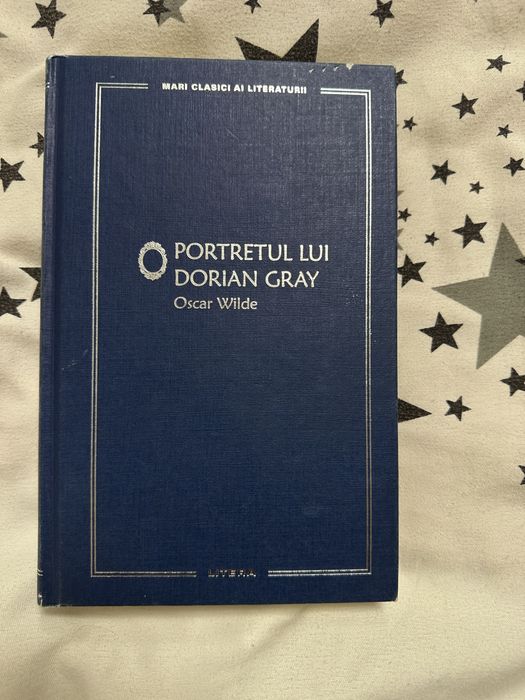 MARI CLASICI AI LITERATURII
PORTRETUL LUI
DORIAN GRAY
Oscar Wilde
LITERA